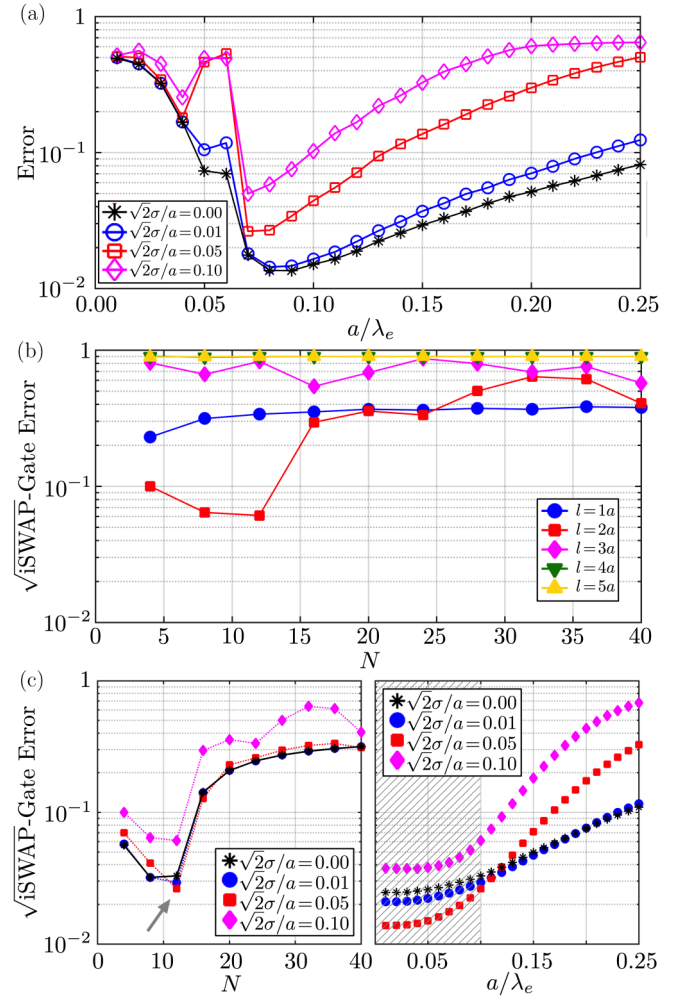 (a)
1
10⁻¹
10⁻²
Error
√2σ/a=0.00
√2σ/a=0.01
√2σ/a=0.05
√2σ/a=0.10
0.00 0.05 0.10 0.15 0.20 0.25
a/λₑ
(b)
1
10⁻¹
10⁻²
√iSWAP-Gate Error
l=1a
l=2a
l=3a
l=4a
l=5a
0 5 10 15 20 25 30 35 40
N
(c)
1
10⁻¹
10⁻²
√iSWAP-Gate Error
√2σ/a=0.00
√2σ/a=0.01
√2σ/a=0.05
√2σ/a=0.10
0 10 20 30 40
N
√2σ/a=0.00
√2σ/a=0.01
√2σ/a=0.05
√2σ/a=0.10
0.05 0.15 0.25
a/λₑ